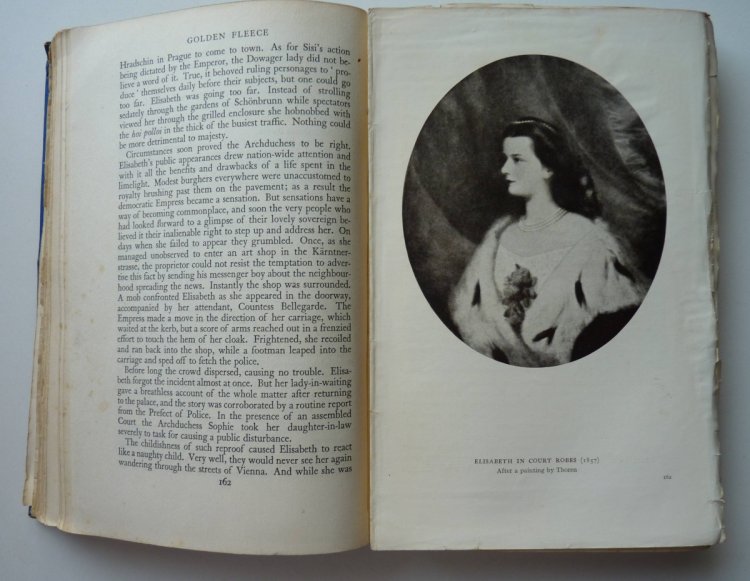 GOLDEN FLEECE
Hradschin in Prague to come to town. As for Sisi's action
being dictated by the Emperor, the Dowager lady did not be-
lieve a word of it. True, it behoved ruling personages to 'pro-
duce' themselves daily before their subjects, but one could go
too far. Elisabeth was going too far. Instead of strolling
sedately through the gardens of Schönbrunn while spectators
viewed her through the grilled enclosure she hobnobbed with
the hoi polloi in the thick of the busiest traffic. Nothing could
be more detrimental to majesty.
Circumstances soon proved the Archduchess to be right.
Elisabeth's public appearances drew nation-wide attention and
with it all the benefits and drawbacks of a life spent in the
limelight. Modest burghers everywhere were unaccustomed to
royalty brushing past them on the pavement; as a result the
democratic Empress became a sensation. But sensations have a
way of becoming commonplace, and soon the very people who
had looked forward to a glimpse of their lovely sovereign be-
lieved it their inalienable right to step up and address her. On
days when she failed to appear they grumbled. Once, as she
managed unobserved to enter an art shop in the Kärntner-
strasse, the proprietor could not resist the temptation to adver-
tise this fact by sending his messenger boy about the neighbour-
hood spreading the news. Instantly the shop was surrounded.
A mob confronted Elisabeth as she appeared in the doorway,
accompanied by her attendant, Countess Bellegarde. The
Empress made a move in the direction of her carriage, which
waited at the kerb, but a score of arms reached out in a frenzied
effort to touch the hem of her cloak. Frightened, she recoiled
and ran back into the shop, while a footman leaped into the
carriage and sped off to fetch the police.
Before long the crowd dispersed, causing no trouble. Elisa-
beth forgot the incident almost at once. But her lady-in-waiting
gave a breathless account of the whole matter after returning
to the palace, and the story was corroborated by a routine report
from the Prefect of Police. In the presence of an assembled
Court the Archduchess Sophie took her daughter-in-law
severely to task for causing a public disturbance.
The childishness of such reproof caused Elisabeth to react
like a naughty child. Very well, they would never see her again
wandering through the streets of Vienna. And while she was
162
ELISABETH IN COURT ROBES (1857)
After a painting by Thoren
162